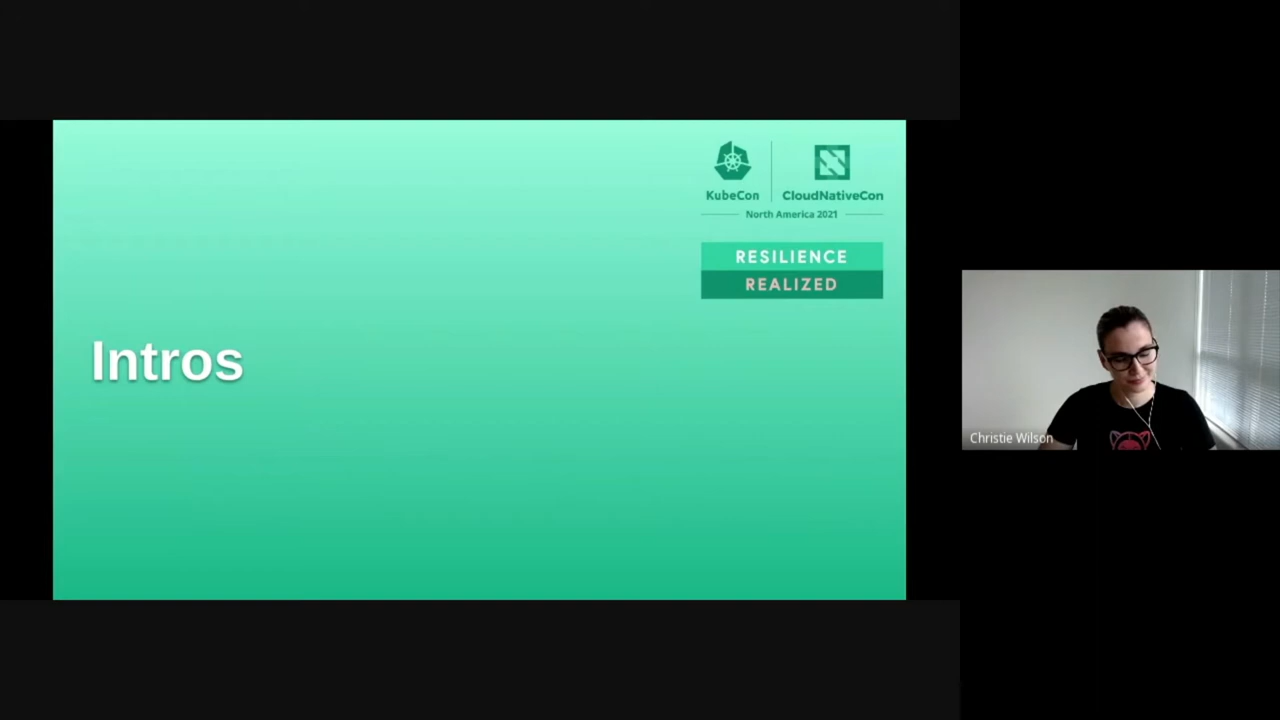 KubeCon
CloudNativeCon
North America 2021
RESILIENCE
REALIZED
Intros
Christie Wilson